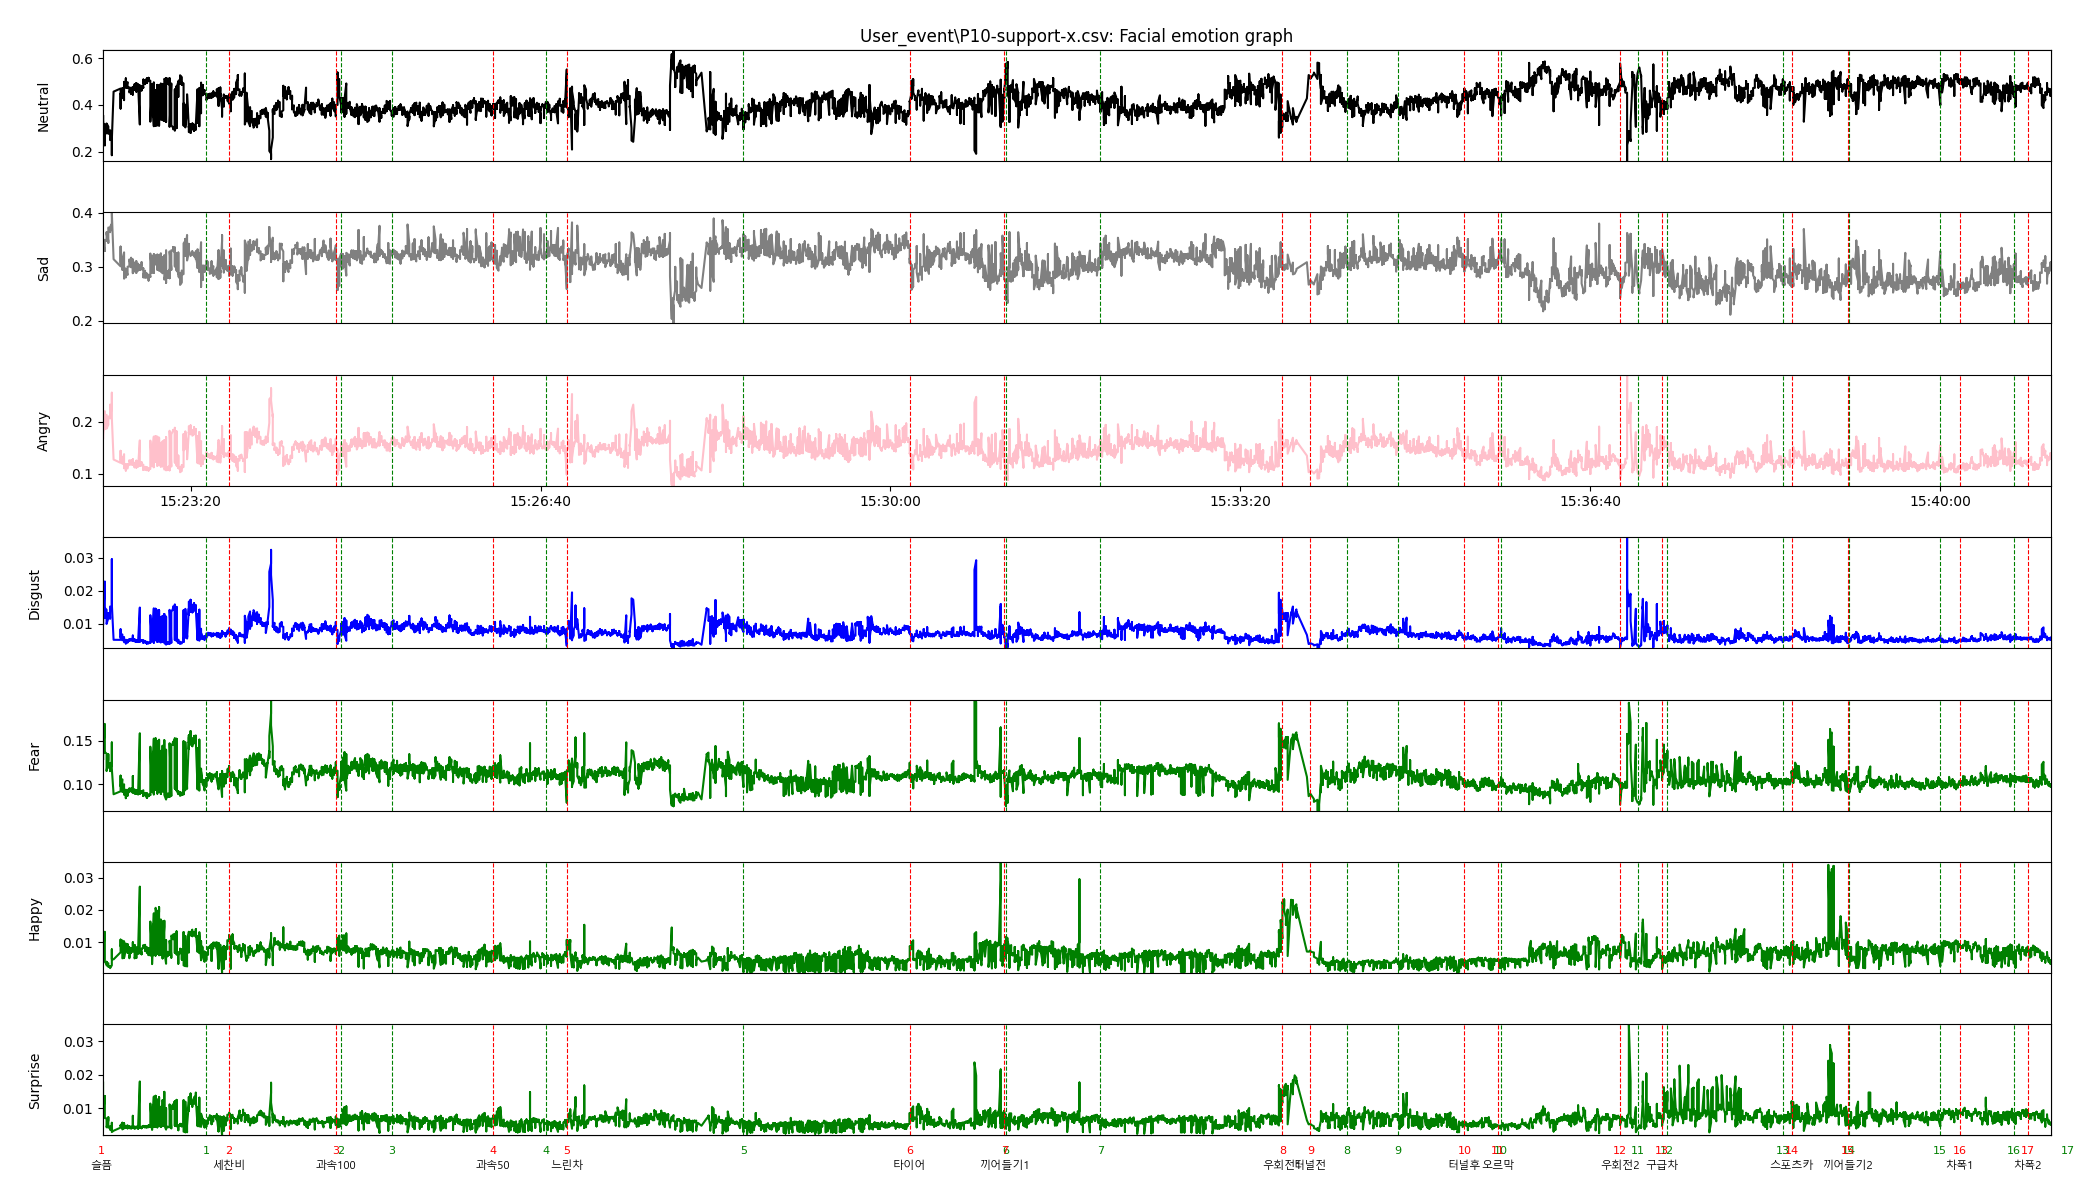 User_event\P10-support-x.csv: Facial emotion graph
Neutral
0.6
0.4
0.2
Sad
0.4
0.3
0.2
Angry
0.2
0.1
15:23:20 15:26:40 15:30:00 15:33:20 15:36:40 15:40:00
Disgust
0.03
0.02
0.01
Fear
0.15
0.10
Happy
0.03
0.02
0.01
Surprise
0.03
0.02
0.01
1 1 2 3 2 3 4 4 5 5 6 7 6 7 8 9 8 9 10 11 10 12 11 13 12 13 14 15 14 15 16 16 17 17
슬픔 세찬비 과속100 과속50 느린차 타이어 끼어들기1 우회전1 터널전 터널후 오르막 우회전2 구급차 스포츠카 끼어들기2 차폭1 차폭2